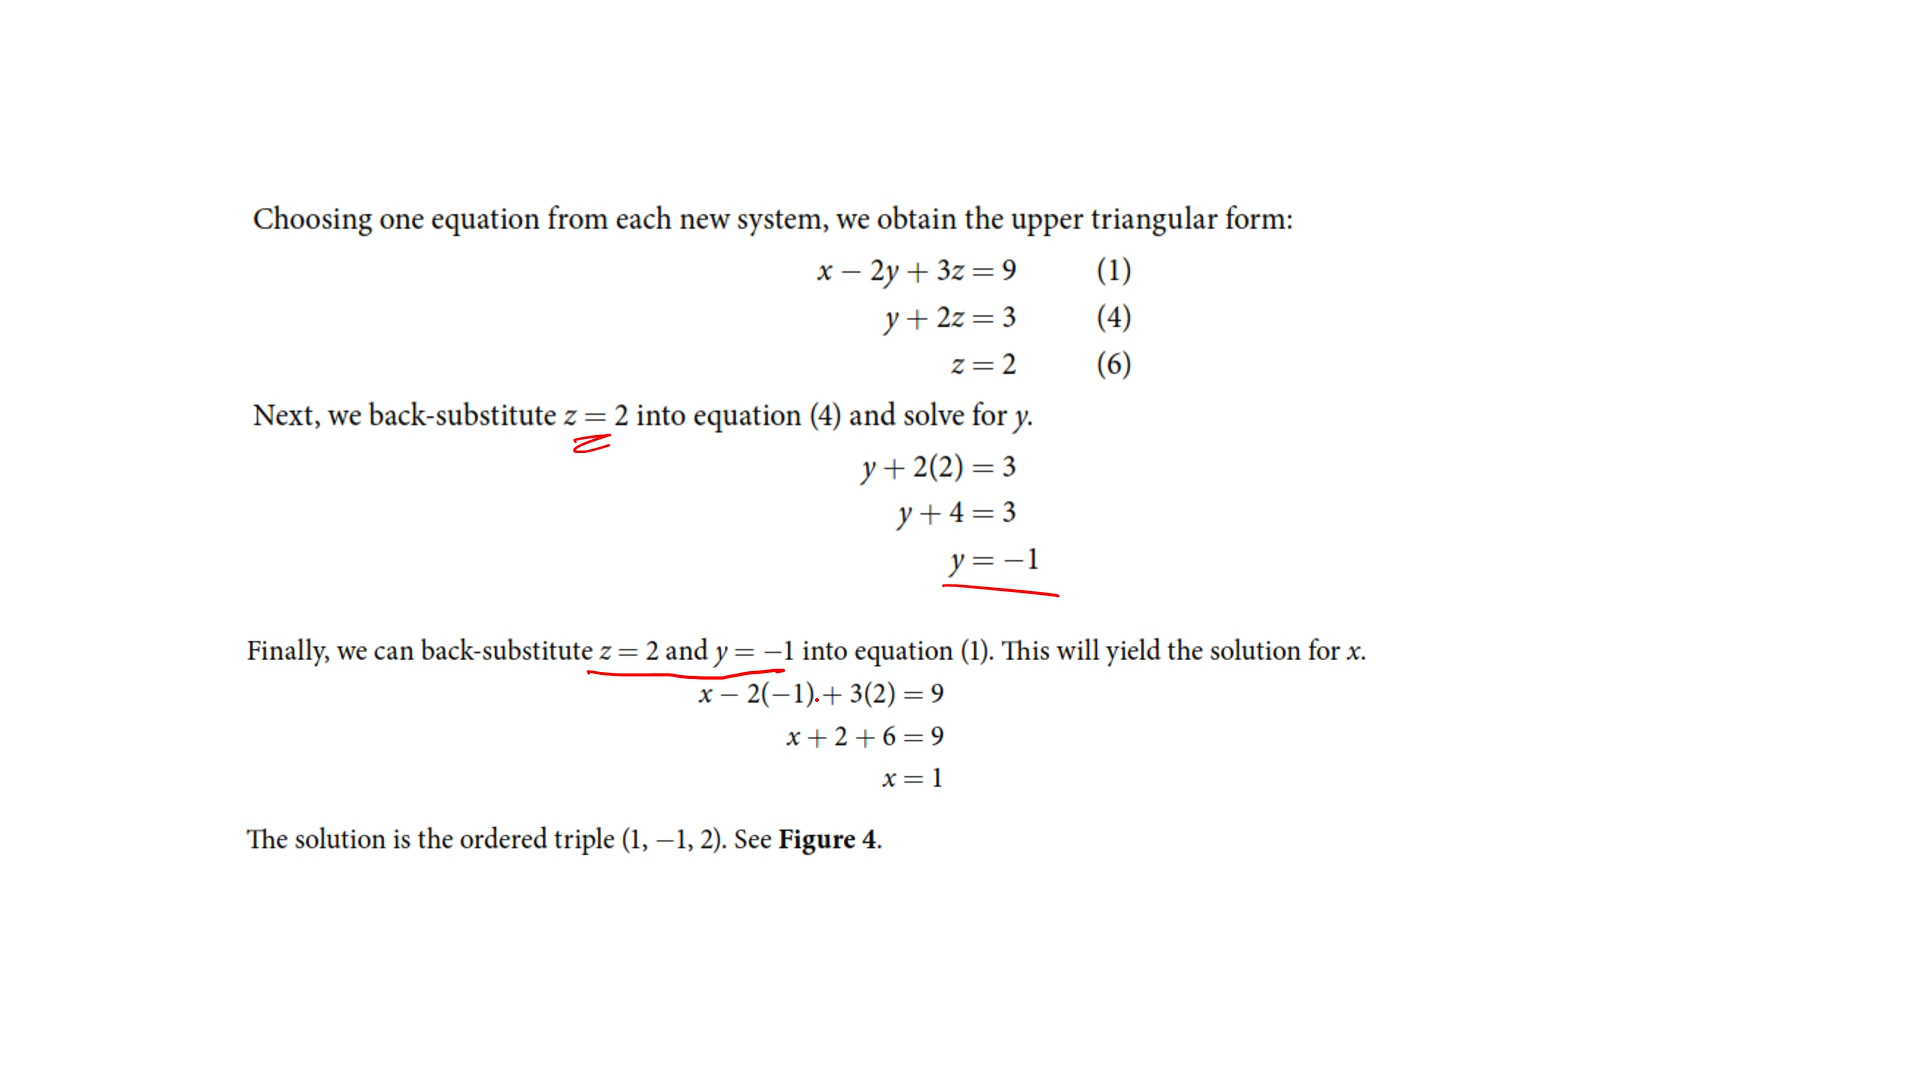 Choosing one equation from each new system, we obtain the upper triangular form:
x − 2y + 3z = 9 (1)
y + 2z = 3 (4)
z = 2 (6)
Next, we back-substitute z = 2 into equation (4) and solve for y.
y + 2(2) = 3
y + 4 = 3
y = −1
Finally, we can back-substitute z = 2 and y = −1 into equation (1). This will yield the solution for x.
x − 2(−1) + 3(2) = 9
x + 2 + 6 = 9
x = 1
The solution is the ordered triple (1, −1, 2). See Figure 4.